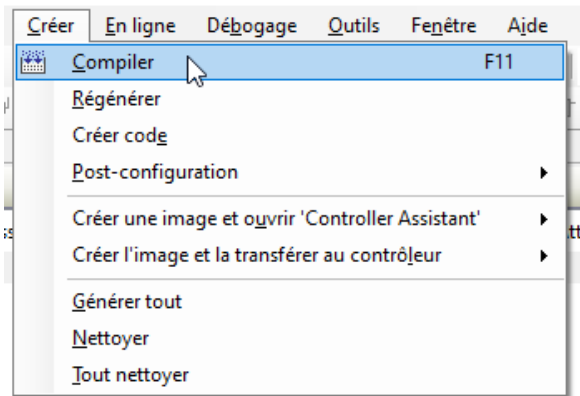 Créer En ligne Débogage Outils Fenêtre Aide
Compiler F11
Régénérer
Créer code
Post-configuration
Créer une image et ouvrir 'Controller Assistant'
Créer l'image et la transférer au contrôleur
Générer tout
Nettoyer
Tout nettoyer